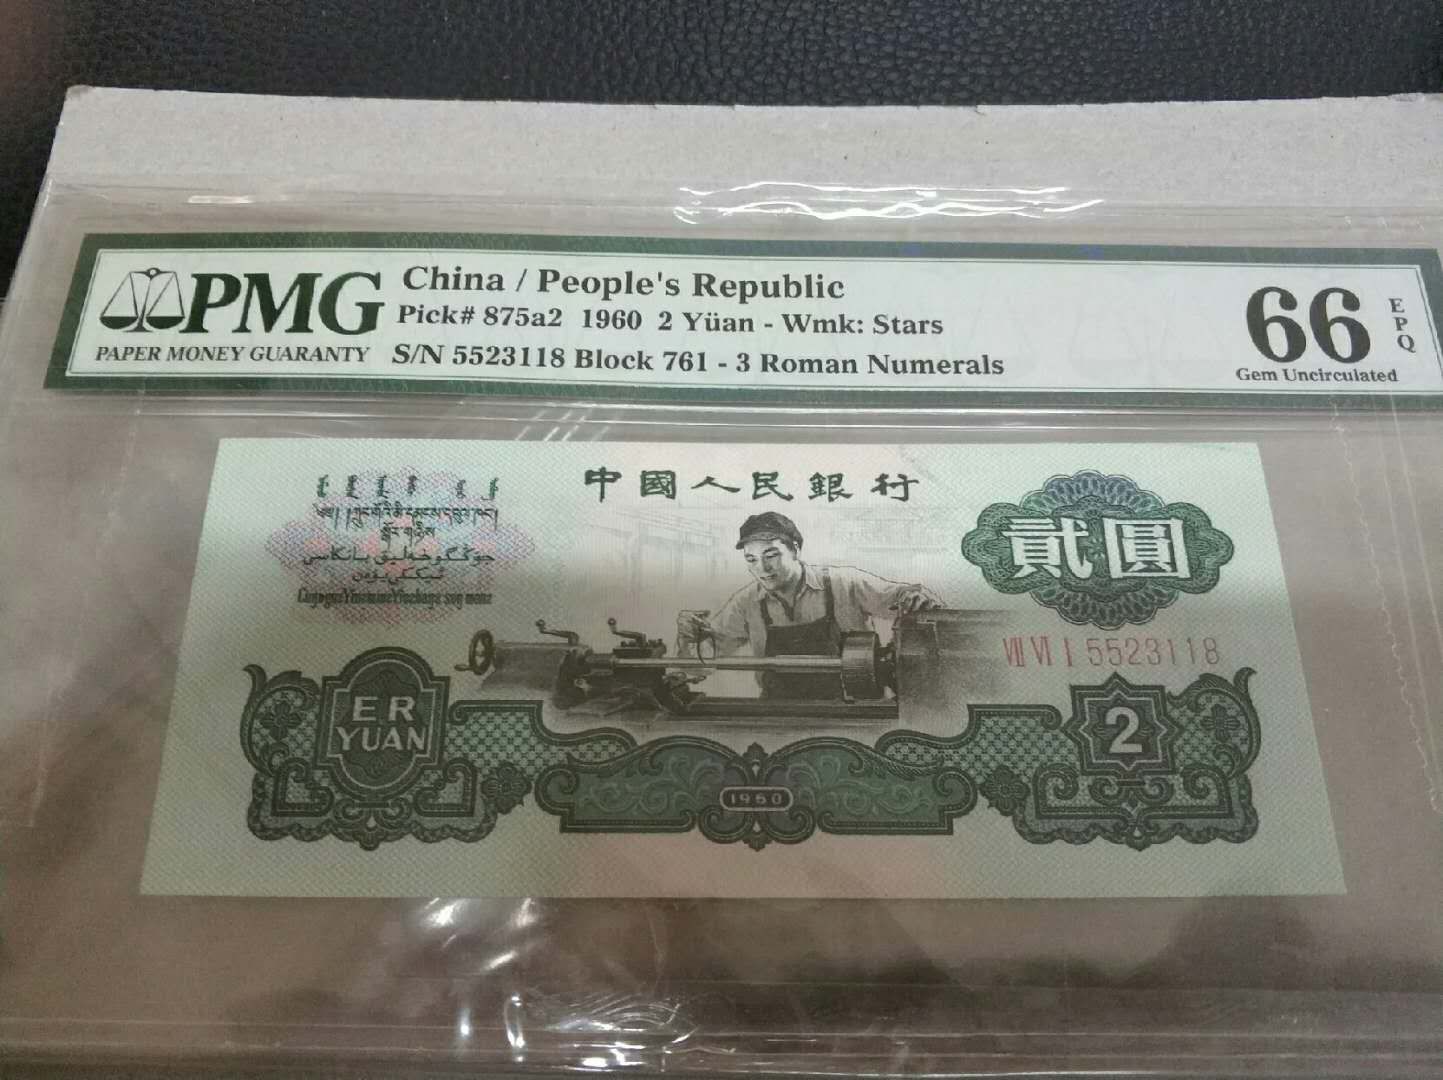 PMG
PAPER MONEY GUARANTY
China / People's Republic
Pick# 875a2 1960 2 Yüan - Wmk: Stars
S/N 5523118 Block 761 - 3 Roman Numerals
66
EPQ
Gem Uncirculated
中國人民銀行
貳圓
Ⅶ Ⅵ Ⅰ 5523118
ER
YUAN
2
1960